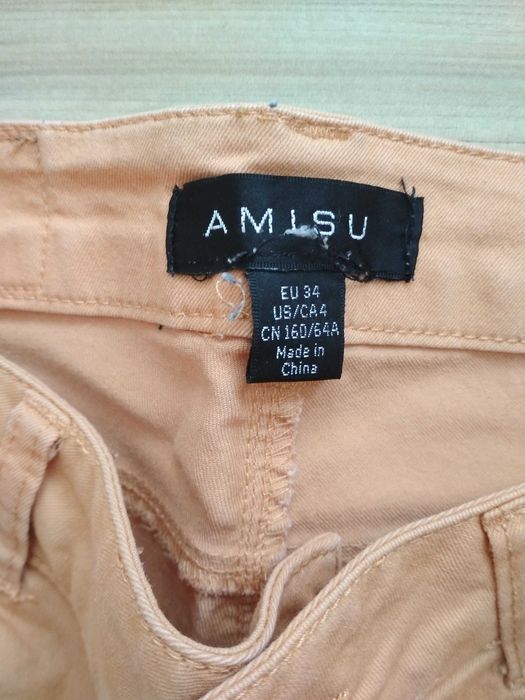 AMISU
EU 34
US/CA4
CN 160/64A
Made in
China